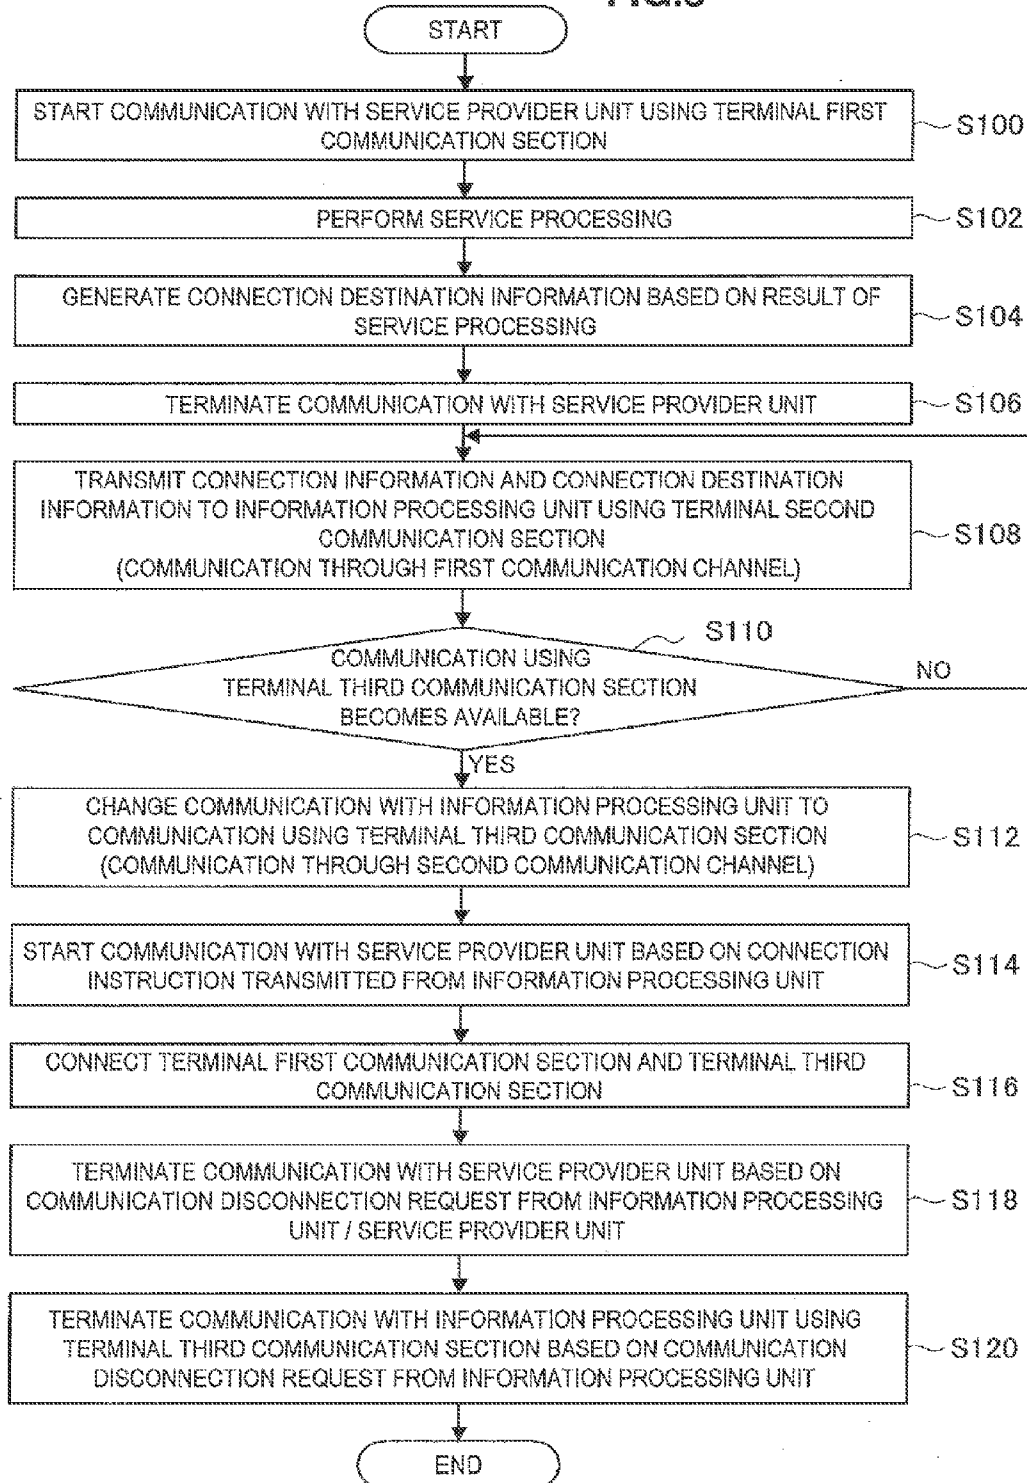 START
START COMMUNICATION WITH SERVICE PROVIDER UNIT USING TERMINAL FIRST
COMMUNICATION SECTION
S100
PERFORM SERVICE PROCESSING
S102
GENERATE CONNECTION DESTINATION INFORMATION BASED ON RESULT OF
SERVICE PROCESSING
S104
TERMINATE COMMUNICATION WITH SERVICE PROVIDER UNIT
S106
TRANSMIT CONNECTION INFORMATION AND CONNECTION DESTINATION
INFORMATION TO INFORMATION PROCESSING UNIT USING TERMINAL SECOND
COMMUNICATION SECTION
(COMMUNICATION THROUGH FIRST COMMUNICATION CHANNEL)
S108
S110
COMMUNICATION USING
TERMINAL THIRD COMMUNICATION SECTION
BECOMES AVAILABLE?
NO
YES
CHANGE COMMUNICATION WITH INFORMATION PROCESSING UNIT TO
COMMUNICATION USING TERMINAL THIRD COMMUNICATION SECTION
(COMMUNICATION THROUGH SECOND COMMUNICATION CHANNEL)
S112
START COMMUNICATION WITH SERVICE PROVIDER UNIT BASED ON CONNECTION
INSTRUCTION TRANSMITTED FROM INFORMATION PROCESSING UNIT
S114
CONNECT TERMINAL FIRST COMMUNICATION SECTION AND TERMINAL THIRD
COMMUNICATION SECTION
S116
TERMINATE COMMUNICATION WITH SERVICE PROVIDER UNIT BASED ON
COMMUNICATION DISCONNECTION REQUEST FROM INFORMATION PROCESSING
UNIT / SERVICE PROVIDER UNIT
S118
TERMINATE COMMUNICATION WITH INFORMATION PROCESSING UNIT USING
TERMINAL THIRD COMMUNICATION SECTION BASED ON COMMUNICATION
DISCONNECTION REQUEST FROM INFORMATION PROCESSING UNIT
S120
END